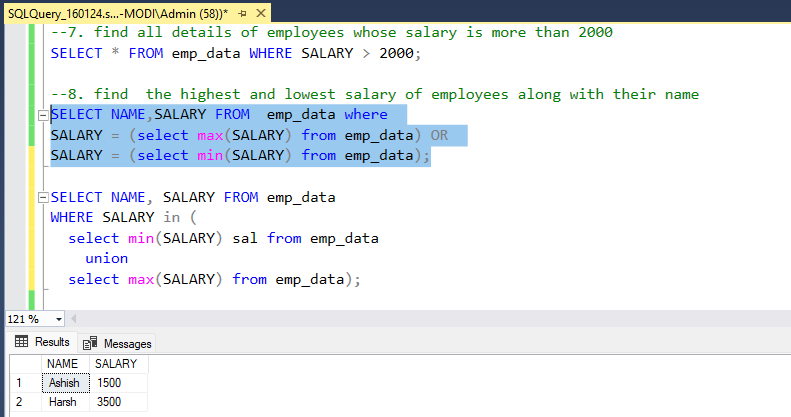 SQLQuery_160124.s...-MODI\Admin (58))*
--7. find all details of employees whose salary is more than 2000
SELECT * FROM emp_data WHERE SALARY > 2000;
--8. find  the highest and lowest salary of employees along with their name
SELECT NAME,SALARY FROM  emp_data where
SALARY = (select max(SALARY) from emp_data) OR
SALARY = (select min(SALARY) from emp_data);
SELECT NAME, SALARY FROM emp_data
WHERE SALARY in (
select min(SALARY) sal from emp_data
union
select max(SALARY) from emp_data);
121 %
Results Messages
NAME SALARY
1 Ashish 1500
2 Harsh 3500